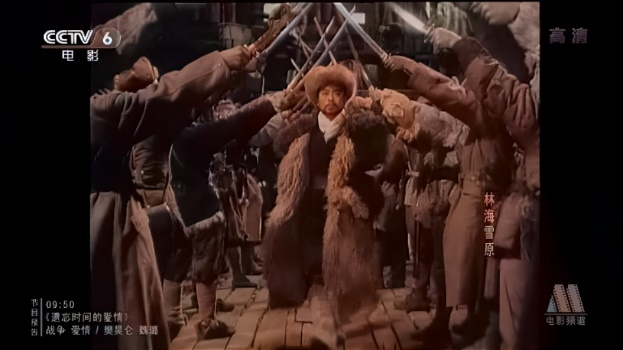 CCTV 6
电影
高清
林海雪原
节目预告
09:50
《遗忘时间的爱情》
战争 爱情 / 樊昊仑 魏璐
电影频道